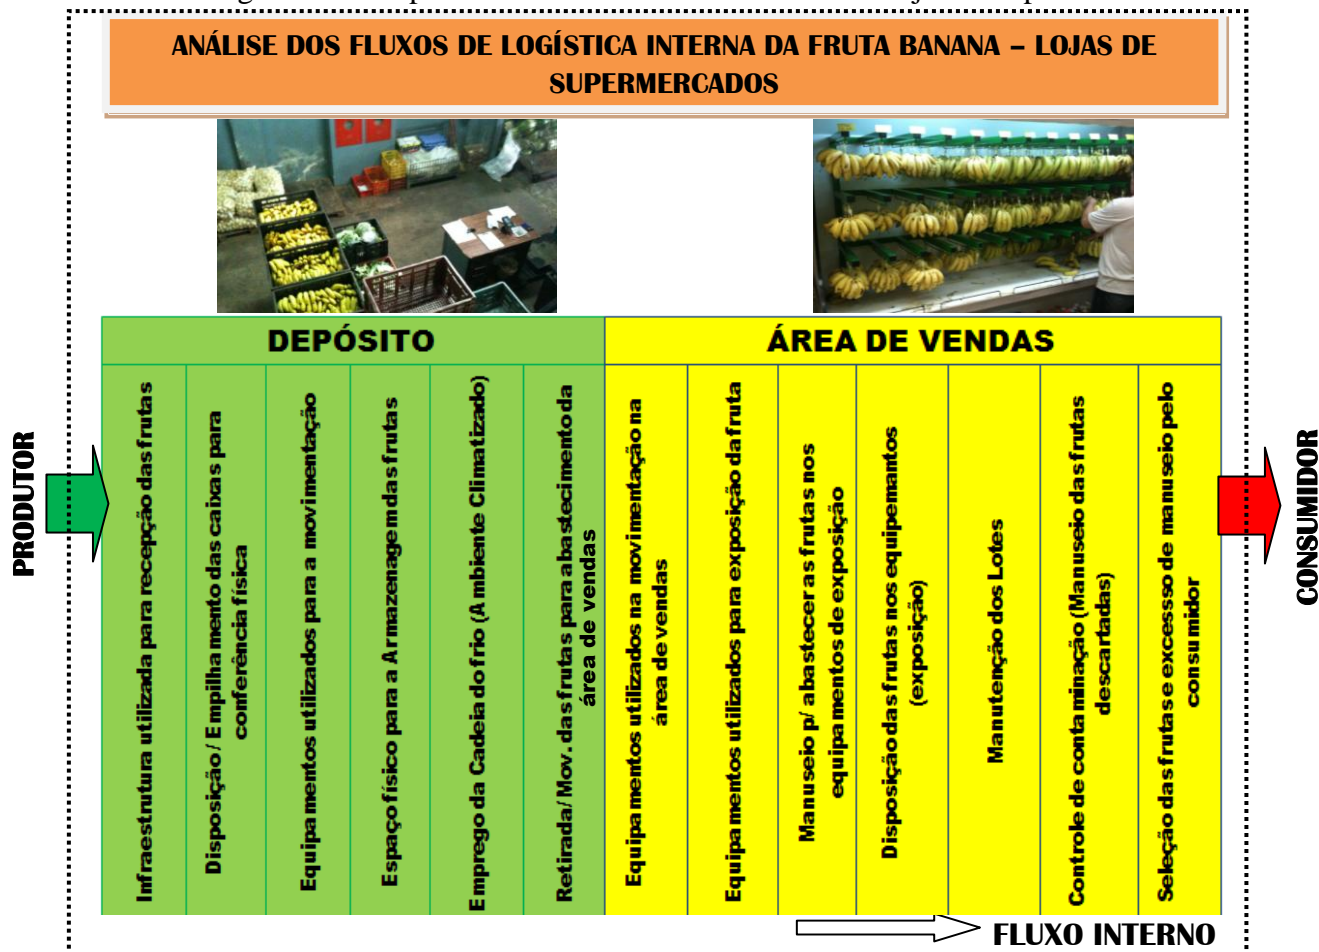 ANÁLISE DOS FLUXOS DE LOGÍSTICA INTERNA DA FRUTA BANANA – LOJAS DE
SUPERMERCADOS
DEPÓSITO
ÁREA DE VENDAS
PRODUTOR
Infraestrutura utilizada para recepção das frutas
Disposição / Empilhamento das caixas para
conferência física
Equipamentos utilizados para a movimentação
Espaço físico para a Armazenagem das frutas
Emprego da Cadeia do frio (Ambiente Climatizado)
Retirada/ Mov. das frutas para abastecimento da
área de vendas
Equipamentos utilizados na movimentação na
área de vendas
Equipamentos utilizados para exposição da fruta
Manuseio p/ abastecer as frutas nos
equipamentos de exposição
Disposição das frutas nos equipemantos
(exposição)
Manutenção dos Lotes
Controle de contaminação (Manuseio das frutas
descartadas)
Seleção das frutas e excessso de manuseio pelo
consumidor
CONSUMIDOR
FLUXO INTERNO